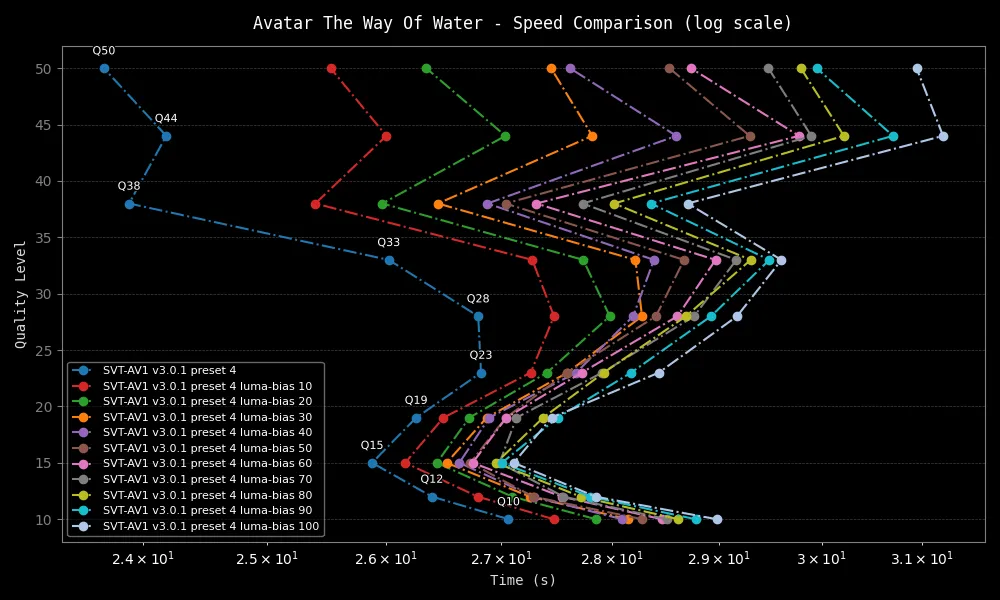 Avatar The Way Of Water - Speed Comparison (log scale)
Q50
50
45
Q44
40
Q38
35
Q33
30
Q28
25
Q23
20
Q19
15
Q15
Q12
10
Q10
Quality Level
SVT-AV1 v3.0.1 preset 4
SVT-AV1 v3.0.1 preset 4 luma-bias 10
SVT-AV1 v3.0.1 preset 4 luma-bias 20
SVT-AV1 v3.0.1 preset 4 luma-bias 30
SVT-AV1 v3.0.1 preset 4 luma-bias 40
SVT-AV1 v3.0.1 preset 4 luma-bias 50
SVT-AV1 v3.0.1 preset 4 luma-bias 60
SVT-AV1 v3.0.1 preset 4 luma-bias 70
SVT-AV1 v3.0.1 preset 4 luma-bias 80
SVT-AV1 v3.0.1 preset 4 luma-bias 90
SVT-AV1 v3.0.1 preset 4 luma-bias 100
2.4 × 10¹ 2.5 × 10¹ 2.6 × 10¹ 2.7 × 10¹ 2.8 × 10¹ 2.9 × 10¹ 3.0 × 10¹ 3.1 × 10¹
Time (s)